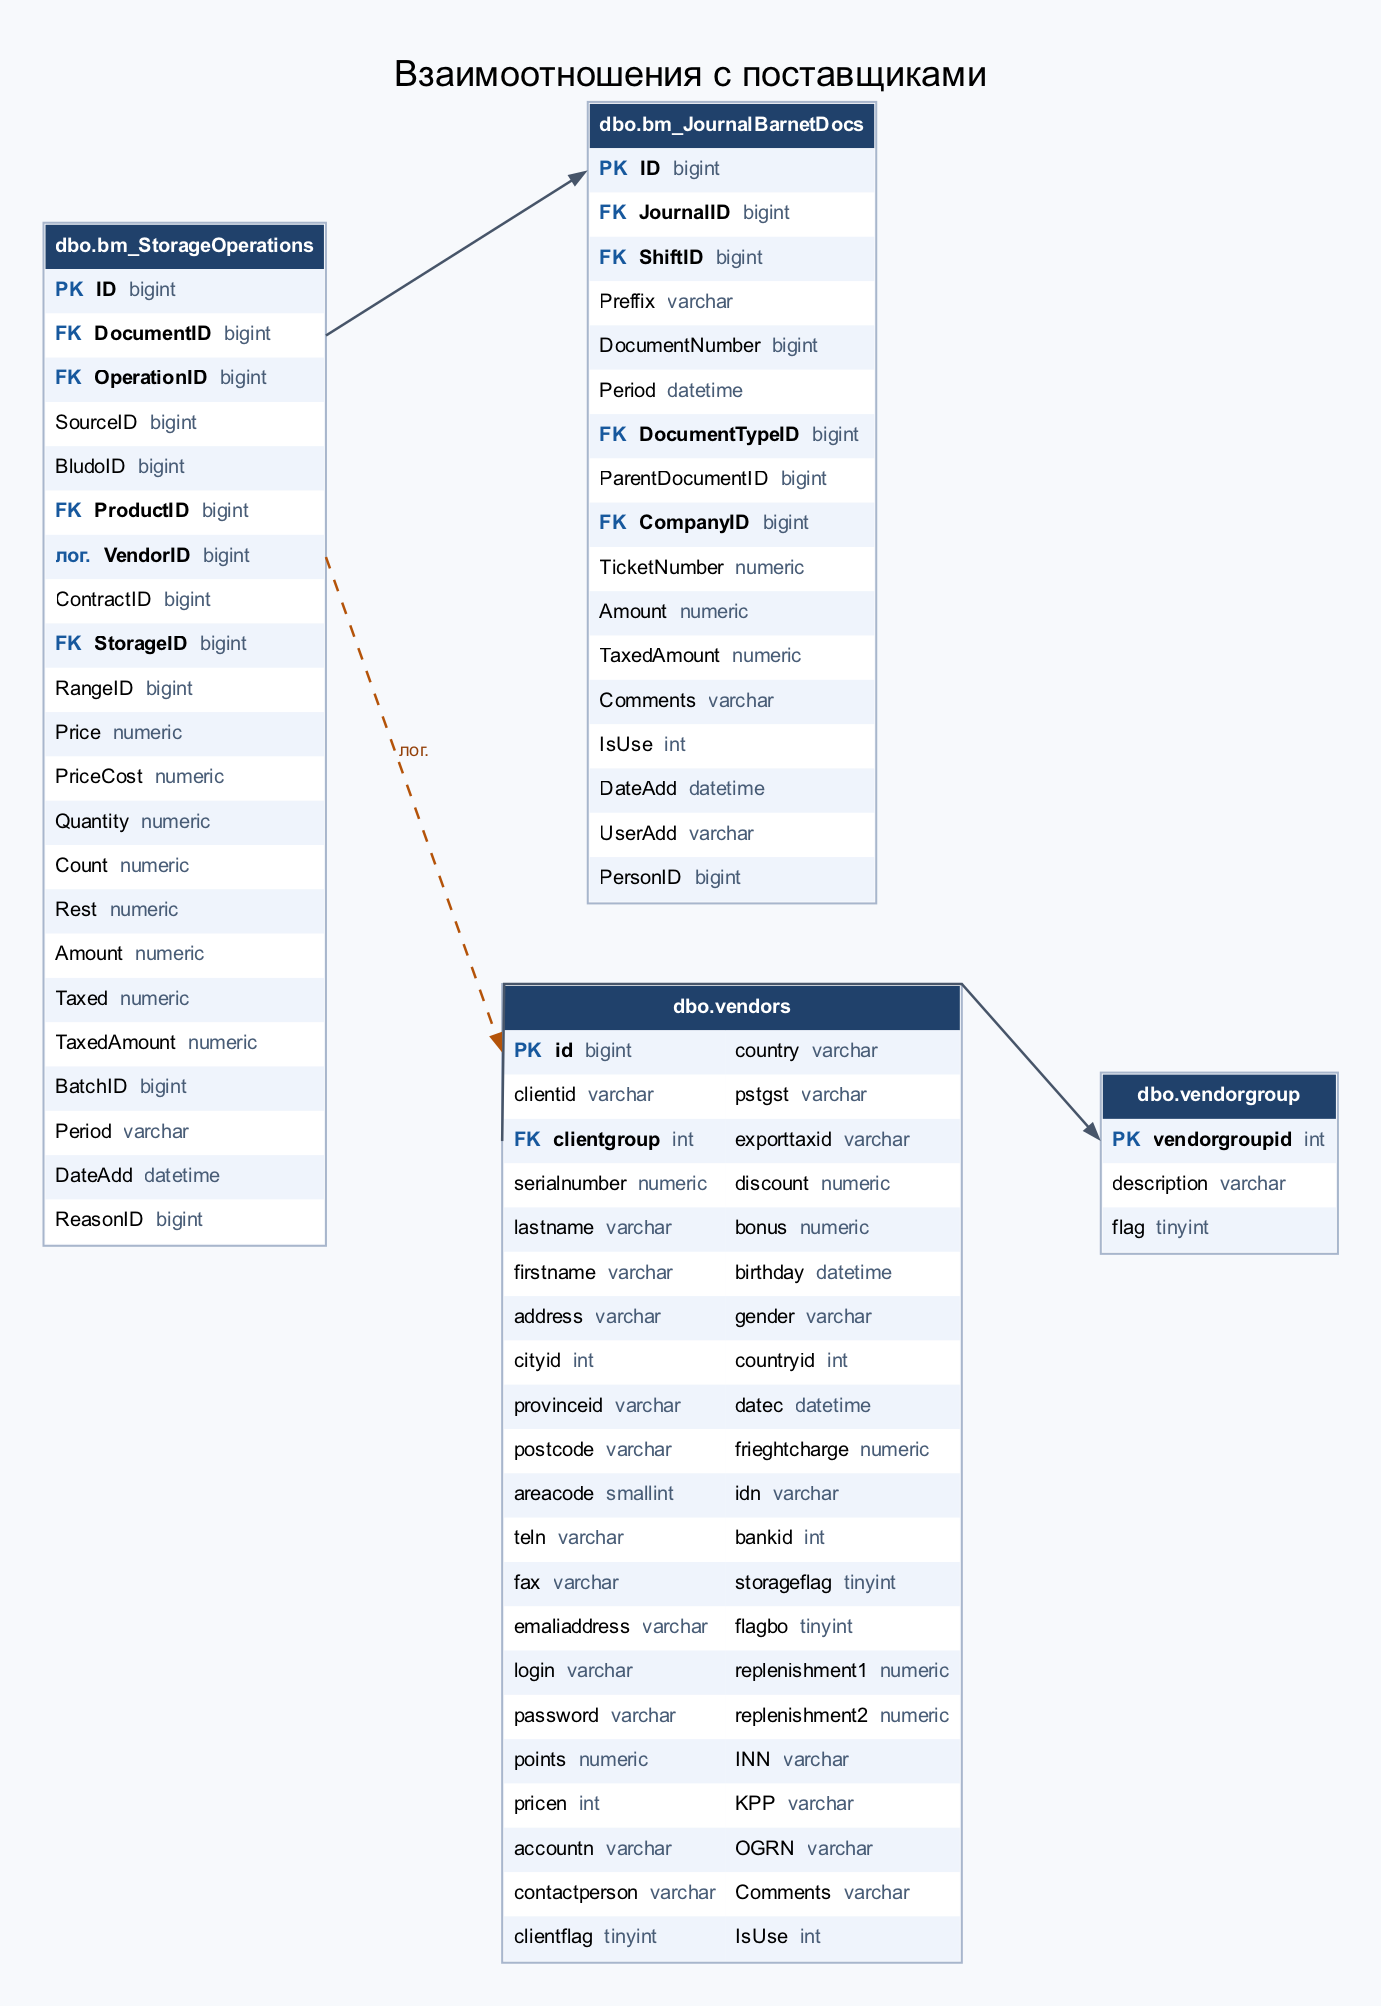 Взаимоотношения с поставщиками
dbo.bm_StorageOperations
PK ID bigint
FK DocumentID bigint
FK OperationID bigint
SourceID bigint
BludoID bigint
FK ProductID bigint
лог. VendorID bigint
ContractID bigint
FK StorageID bigint
RangeID bigint
Price numeric
PriceCost numeric
Quantity numeric
Count numeric
Rest numeric
Amount numeric
Taxed numeric
TaxedAmount numeric
BatchID bigint
Period varchar
DateAdd datetime
ReasonID bigint
dbo.bm_JournalBarnetDocs
PK ID bigint
FK JournalID bigint
FK ShiftID bigint
Preffix varchar
DocumentNumber bigint
Period datetime
FK DocumentTypeID bigint
ParentDocumentID bigint
FK CompanyID bigint
TicketNumber numeric
Amount numeric
TaxedAmount numeric
Comments varchar
IsUse int
DateAdd datetime
UserAdd varchar
PersonID bigint
лог.
dbo.vendors
PK id bigint country varchar
clientid varchar pstgst varchar
FK clientgroup int exporttaxid varchar
serialnumber numeric discount numeric
lastname varchar bonus numeric
firstname varchar birthday datetime
address varchar gender varchar
cityid int countryid int
provinceid varchar datec datetime
postcode varchar frieghtcharge numeric
areacode smallint idn varchar
teln varchar bankid int
fax varchar storageflag tinyint
emaliaddress varchar flagbo tinyint
login varchar replenishment1 numeric
password varchar replenishment2 numeric
points numeric INN varchar
pricen int KPP varchar
accountn varchar OGRN varchar
contactperson varchar Comments varchar
clientflag tinyint IsUse int
dbo.vendorgroup
PK vendorgroupid int
description varchar
flag tinyint